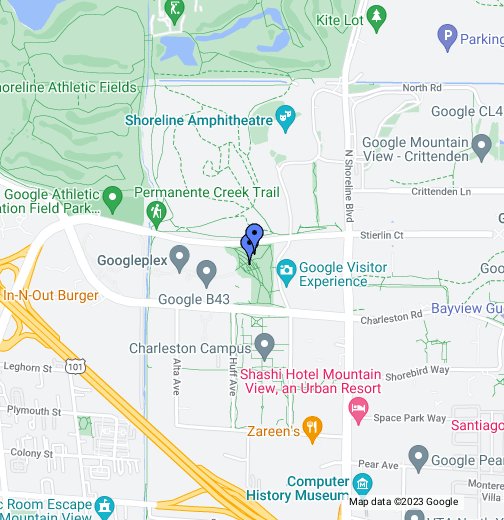 Kite Lot
P
Parking
North Rd
Shoreline Athletic Fields
Google CL4
Shoreline Amphitheatre
Google Mountain
View - Crittenden
N Shoreline Blvd
Google Athletic
ation Field Park...
Permanente Creek Trail
Crittenden Ln
Stierlin Ct
G
Googleplex
Google B43
Google Visitor
Experience
In-N-Out Burger
Bayview Gu
Charleston Rd
Charleston Campus
Leghorn St
101
Alta Ave
Huff Ave
Shashi Hotel Mountain
View, an Urban Resort
Shorebird Way
Plymouth St
Space Park Way
Santiago
Zareen's
Colony St
Pear Ave
Google Pear
Computer
History Museum
Monterey
Villa
c Room Escape
Mountain View
Map data ©2023 Google